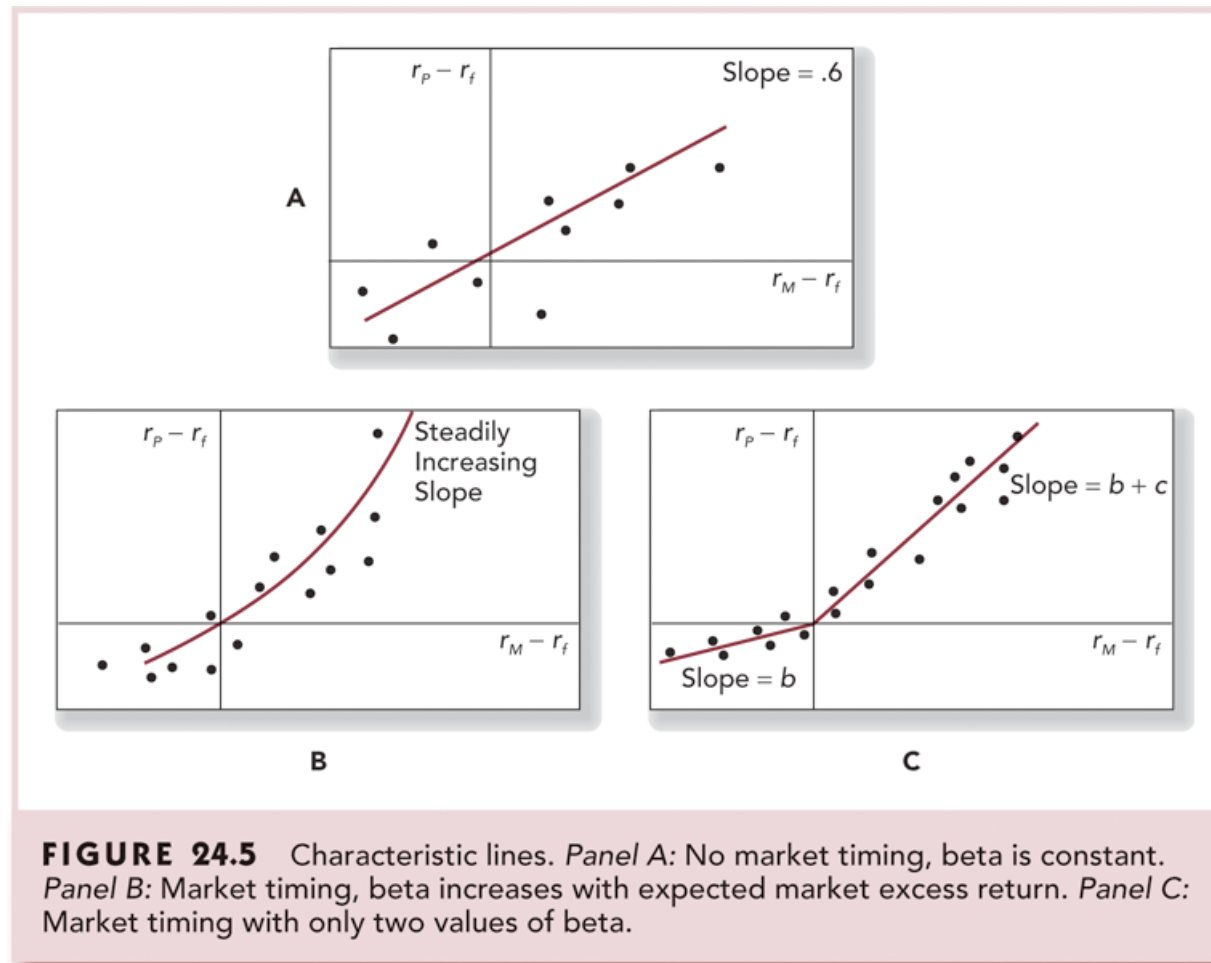 r_P − r_f
Slope = .6
A
r_M − r_f
r_P − r_f
Steadily
Increasing
Slope
r_M − r_f
B
r_P − r_f
Slope = b + c
r_M − r_f
Slope = b
C
FIGURE 24.5 Characteristic lines. Panel A: No market timing, beta is constant.
Panel B: Market timing, beta increases with expected market excess return. Panel C:
Market timing with only two values of beta.